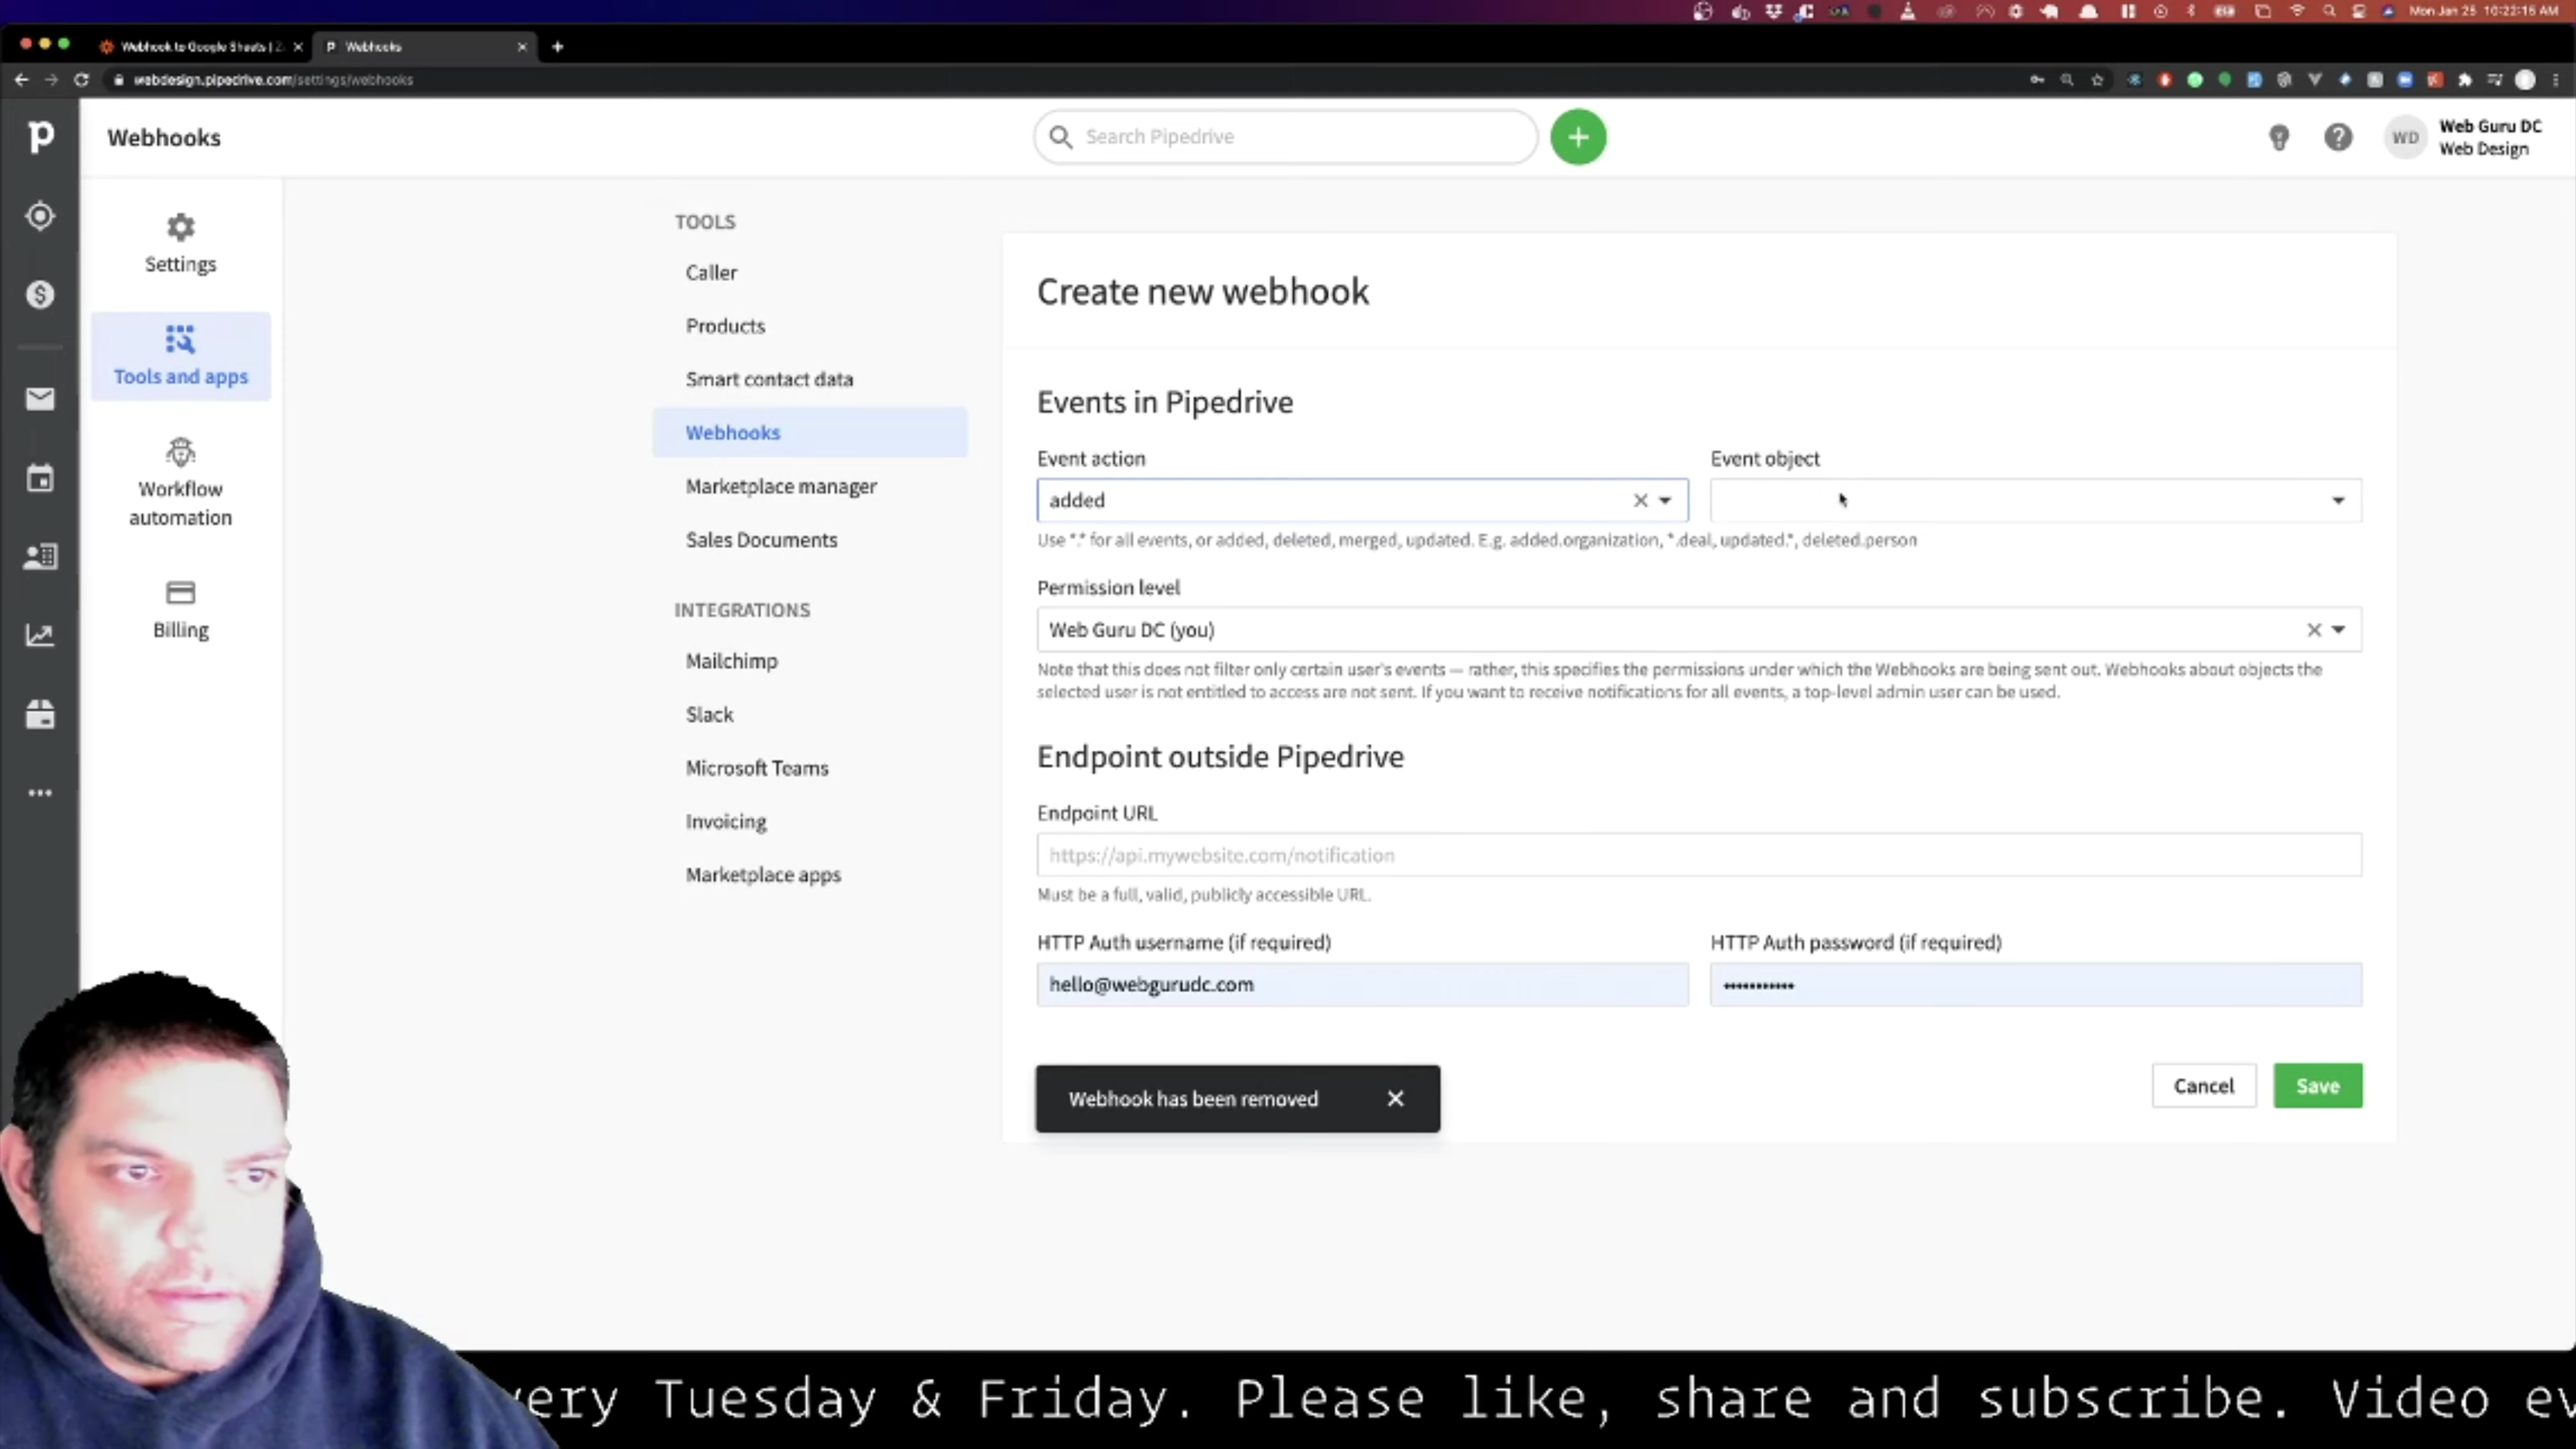 Mon Jan 25 10:22:15 AM
Webhook to Google Sheets | Z
Webhooks
webdesign.pipedrive.com/settings/webhooks
Webhooks
Search Pipedrive
WD
Web Guru DC
Web Design
Settings
Tools and apps
Workflow
automation
Billing
TOOLS
Caller
Products
Smart contact data
Webhooks
Marketplace manager
Sales Documents
INTEGRATIONS
Mailchimp
Slack
Microsoft Teams
Invoicing
Marketplace apps
Create new webhook
Events in Pipedrive
Event action
Event object
added
Use *.* for all events, or added, deleted, merged, updated. E.g. added.organization, *.deal, updated.*, deleted.person
Permission level
Web Guru DC (you)
Note that this does not filter only certain user's events — rather, this specifies the permissions under which the Webhooks are being sent out. Webhooks about objects the
selected user is not entitled to access are not sent. If you want to receive notifications for all events, a top-level admin user can be used.
Endpoint outside Pipedrive
Endpoint URL
https://api.mywebsite.com/notification
Must be a full, valid, publicly accessible URL.
HTTP Auth username (if required)
HTTP Auth password (if required)
hello@webgurudc.com
•••••••••••
Webhook has been removed
Cancel
Save
very Tuesday & Friday. Please like, share and subscribe. Video ev